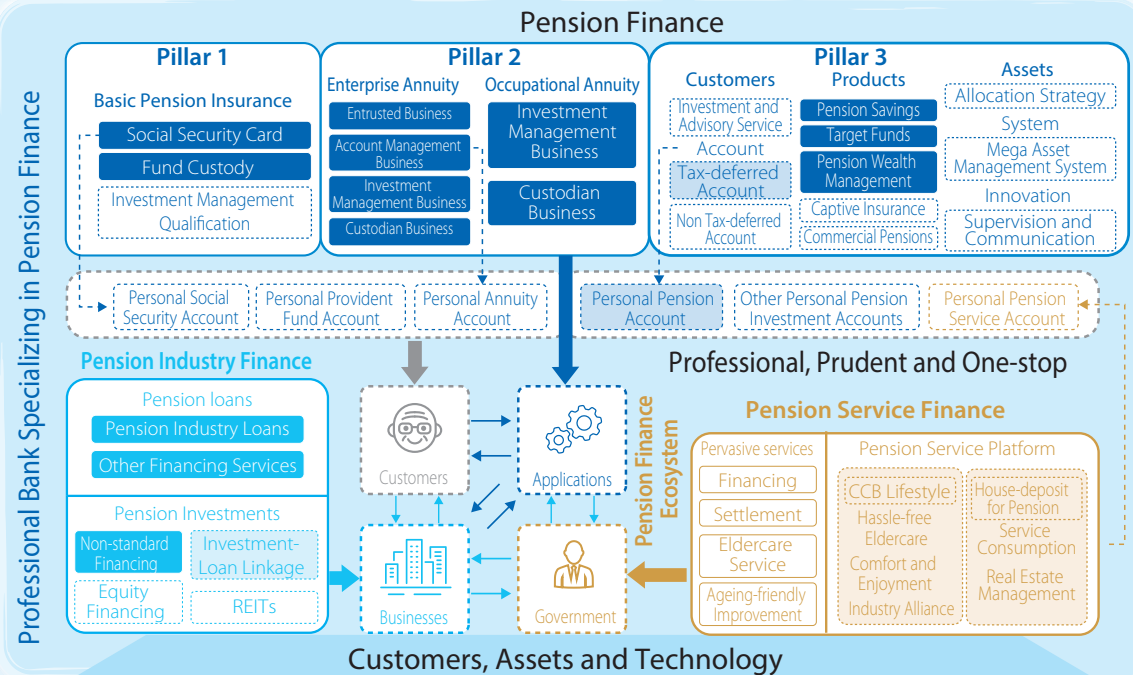 Pension Finance
Professional Bank Specializing in Pension Finance
Pillar 1
Basic Pension Insurance
Social Security Card
Fund Custody
Investment Management
Qualification
Pillar 2
Enterprise Annuity
Entrusted Business
Account Management
Business
Investment
Management Business
Custodian Business
Occupational Annuity
Investment
Management
Business
Custodian
Business
Pillar 3
Customers
Investment and
Advisory Service
Account
Tax-deferred
Account
Non Tax-deferred
Account
Products
Pension Savings
Target Funds
Pension Wealth
Management
Captive Insurance
Commercial Pensions
Assets
Allocation Strategy
System
Mega Asset
Management System
Innovation
Supervision and
Communication
Personal Social
Security Account
Personal Provident
Fund Account
Personal Annuity
Account
Personal Pension
Account
Other Personal Pension
Investment Accounts
Personal Pension
Service Account
Pension Industry Finance
Pension loans
Pension Industry Loans
Other Financing Services
Pension Investments
Non-standard
Financing
Investment-
Loan Linkage
Equity
Financing
REITs
Customers
Applications
Businesses
Government
Professional, Prudent and One-stop
Pension Finance
Ecosystem
Pension Service Finance
Pervasive services
Financing
Settlement
Eldercare
Service
Ageing-friendly
Improvement
Pension Service Platform
CCB Lifestyle
Hassle-free
Eldercare
Comfort and
Enjoyment
Industry Alliance
House-deposit
for Pension
Service
Consumption
Real Estate
Management
Customers, Assets and Technology